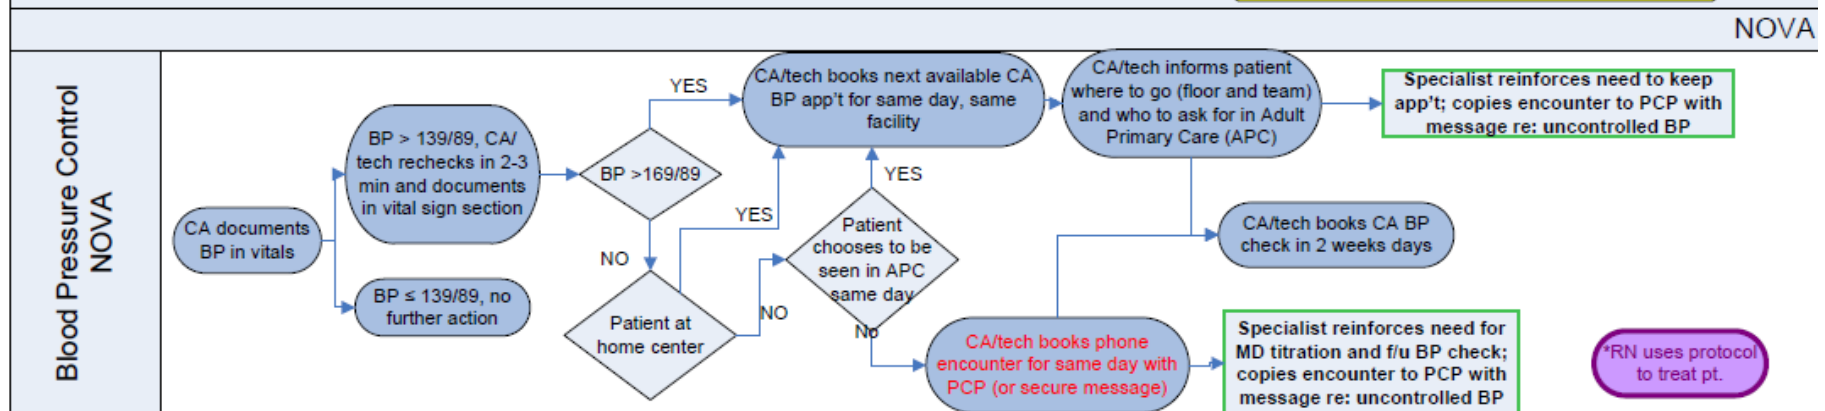 NOVA
Blood Pressure Control
NOVA
CA documents
BP in vitals
BP > 139/89, CA/
tech rechecks in 2-3
min and documents
in vital sign section
BP ≤ 139/89, no
further action
BP >169/89
YES
NO
Patient at
home center
YES
NO
CA/tech books next available CA
BP app't for same day, same
facility
YES
Patient
chooses to be
seen in APC
same day
No
CA/tech informs patient
where to go (floor and team)
and who to ask for in Adult
Primary Care (APC)
Specialist reinforces need to keep
app't; copies encounter to PCP with
message re: uncontrolled BP
CA/tech books CA BP
check in 2 weeks days
CA/tech books phone
encounter for same day with
PCP (or secure message)
Specialist reinforces need for
MD titration and f/u BP check;
copies encounter to PCP with
message re: uncontrolled BP
*RN uses protocol
to treat pt.